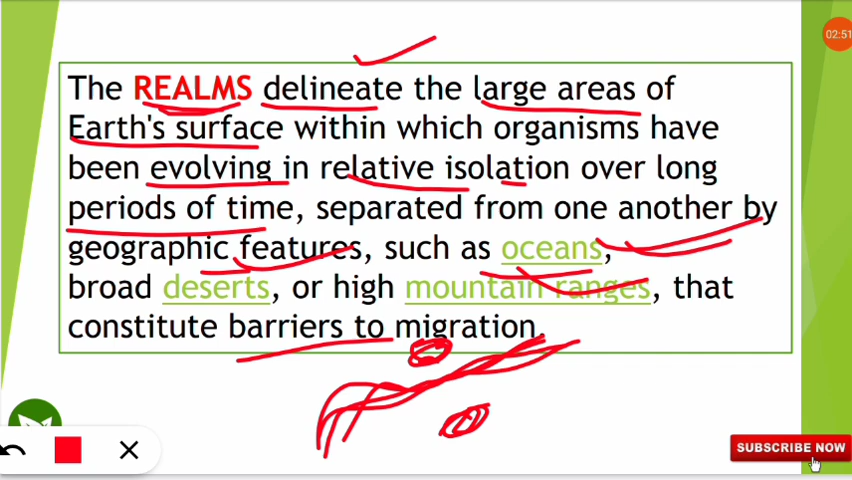 02:51
The REALMS delineate the large areas of
Earth's surface within which organisms have
been evolving in relative isolation over long
periods of time, separated from one another by
geographic features, such as oceans,
broad deserts, or high mountain ranges, that
constitute barriers to migration.
SUBSCRIBE NOW